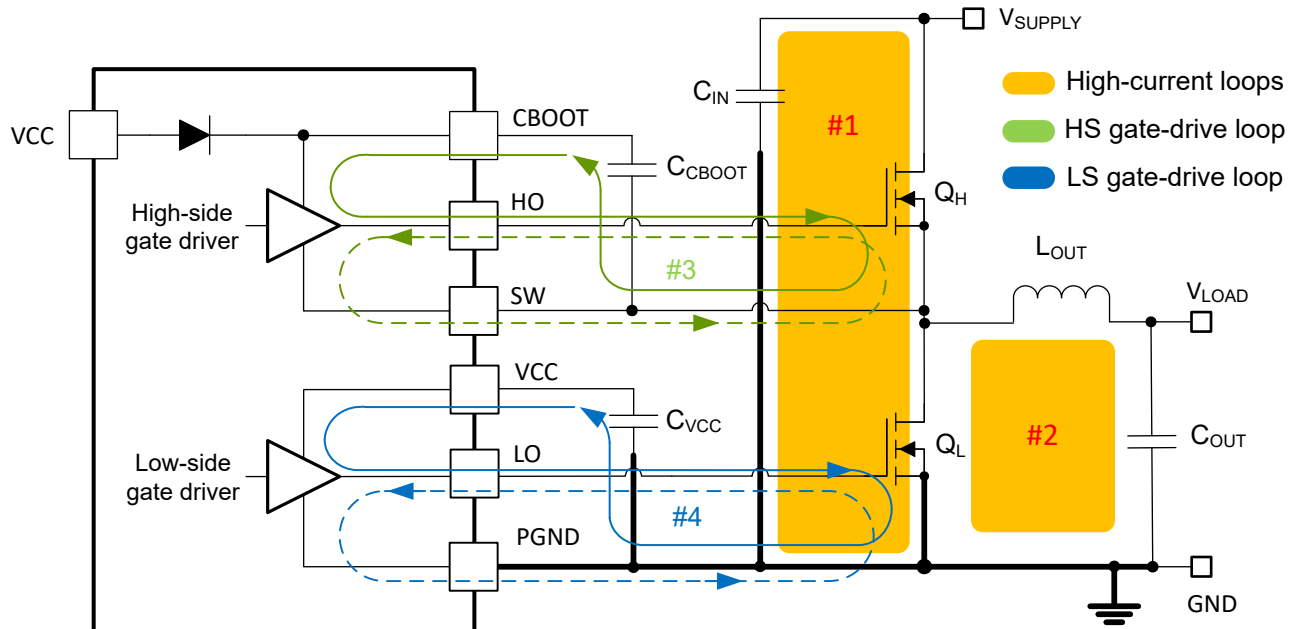 VSUPPLY
High-current loops
HS gate-drive loop
LS gate-drive loop
VCC
CBOOT
CIN
#1
CCBOOT
High-side
gate driver
HO
QH
#3
SW
LOUT
VLOAD
VCC
CVCC
Low-side
gate driver
LO
QL
#2
COUT
#4
PGND
GND